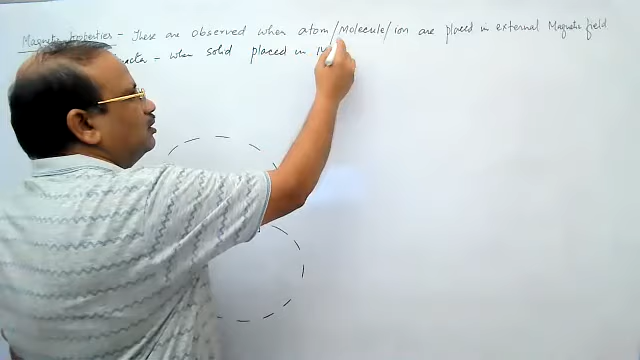 Magnetic properties - These are observed when atom/Molecule/ion are placed in external Magnetic field
- when solid placed in